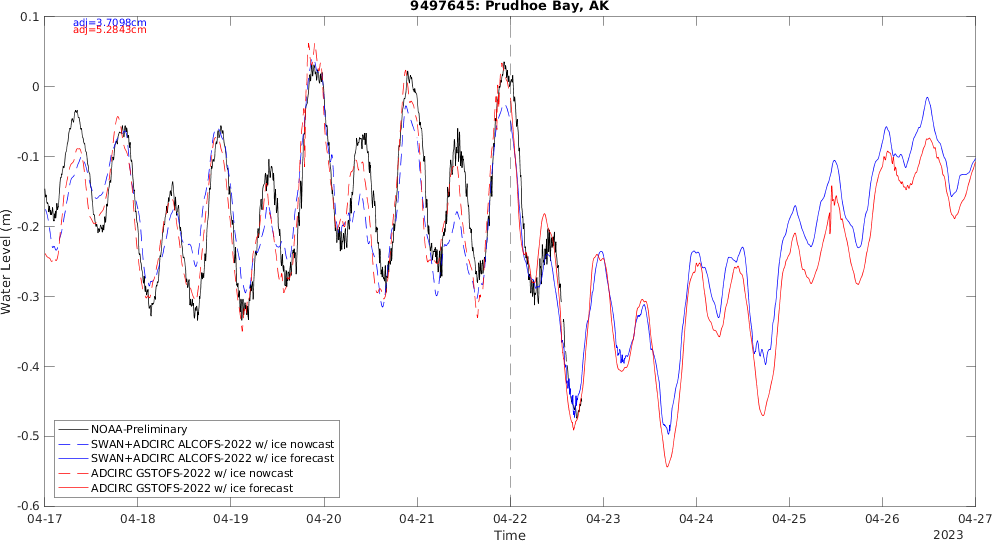 9497645: Prudhoe Bay, AK
adj=3.7098cm
adj=5.2843cm
0.1
0
-0.1
-0.2
-0.3
-0.4
-0.5
-0.6
Water Level (m)
NOAA-Preliminary
SWAN+ADCIRC ALCOFS-2022 w/ ice nowcast
SWAN+ADCIRC ALCOFS-2022 w/ ice forecast
ADCIRC GSTOFS-2022 w/ ice nowcast
ADCIRC GSTOFS-2022 w/ ice forecast
04-17 04-18 04-19 04-20 04-21 04-22 04-23 04-24 04-25 04-26 04-27
Time
2023